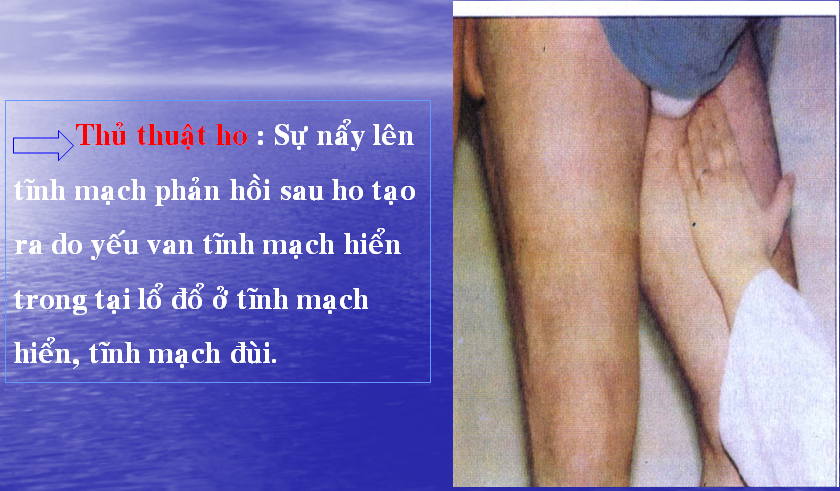 Thủ thuật ho : Sự nẩy lên
tĩnh mạch phản hồi sau ho tạo
ra do yếu van tĩnh mạch hiển
trong tại lổ đổ ở tĩnh mạch
hiển, tĩnh mạch đùi.